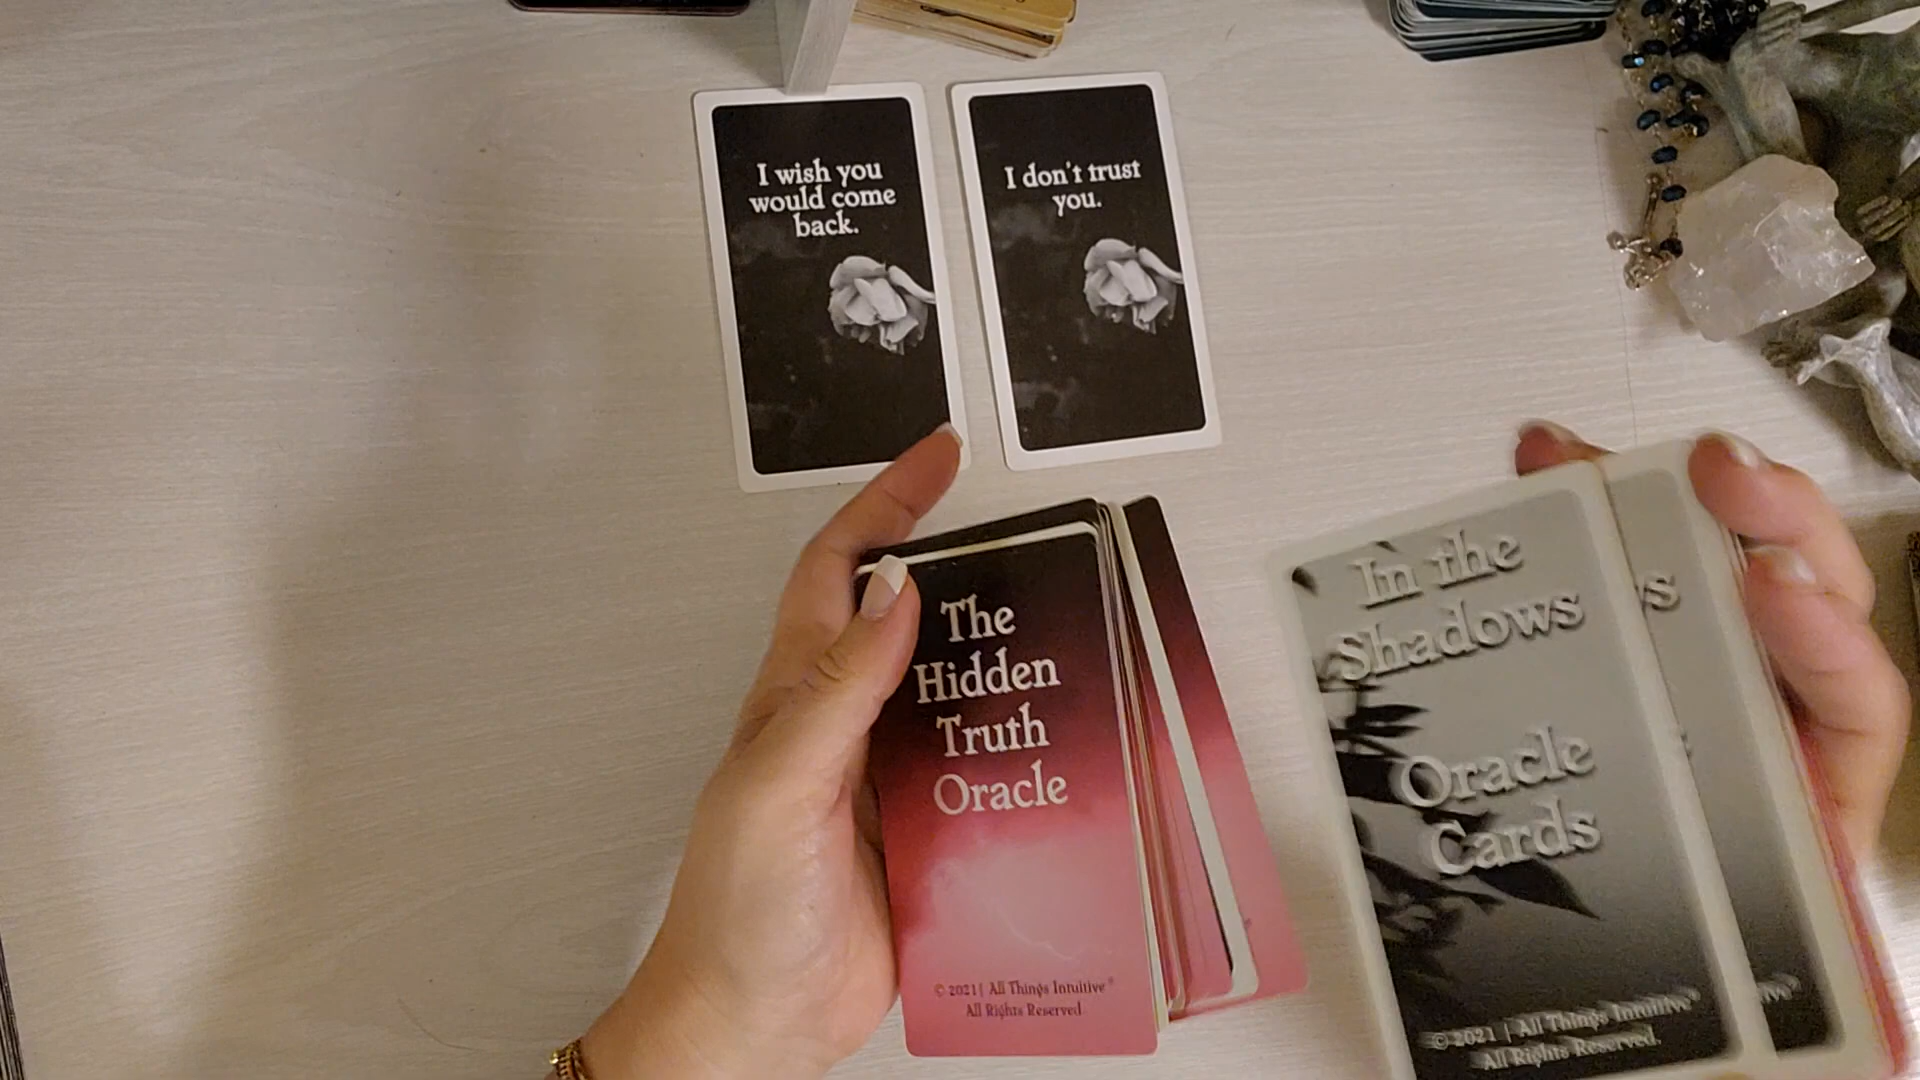 I wish you
would come
back.
I don't trust
you.
The
Hidden
Truth
Oracle
© 2021| All Things Intuitive®
All Rights Reserved
In the
Shadows
Oracle
Cards
© 2021 | All Things Intuitive®
All Rights Reserved.
ws